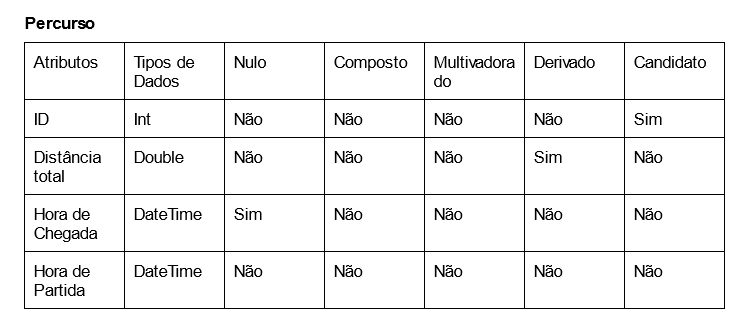 Percurso
Atributos Tipos de Dados Nulo Composto Multivadora do Derivado Candidato
ID Int Não Não Não Não Sim
Distância total Double Não Não Não Sim Não
Hora de Chegada DateTime Sim Não Não Não Não
Hora de Partida DateTime Não Não Não Não Não